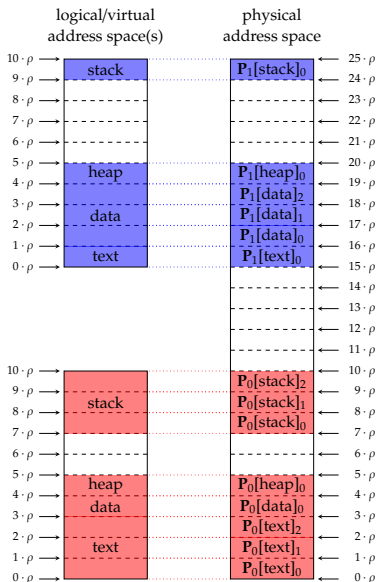 logical/virtual physical
address space(s) address space
10 · ρ 25 · ρ
stack P₁[stack]₀
9 · ρ 24 · ρ
8 · ρ 23 · ρ
7 · ρ 22 · ρ
6 · ρ 21 · ρ
5 · ρ 20 · ρ
heap P₁[heap]₀
4 · ρ 19 · ρ
P₁[data]₂
3 · ρ 18 · ρ
data P₁[data]₁
2 · ρ 17 · ρ
P₁[data]₀
1 · ρ 16 · ρ
text P₁[text]₀
0 · ρ 15 · ρ
14 · ρ
13 · ρ
12 · ρ
11 · ρ
10 · ρ 10 · ρ
P₀[stack]₂
9 · ρ 9 · ρ
stack P₀[stack]₁
8 · ρ 8 · ρ
P₀[stack]₀
7 · ρ 7 · ρ
6 · ρ 6 · ρ
5 · ρ 5 · ρ
heap P₀[heap]₀
4 · ρ 4 · ρ
data P₀[data]₀
3 · ρ 3 · ρ
P₀[text]₂
2 · ρ 2 · ρ
text P₀[text]₁
1 · ρ 1 · ρ
P₀[text]₀
0 · ρ 0 · ρ